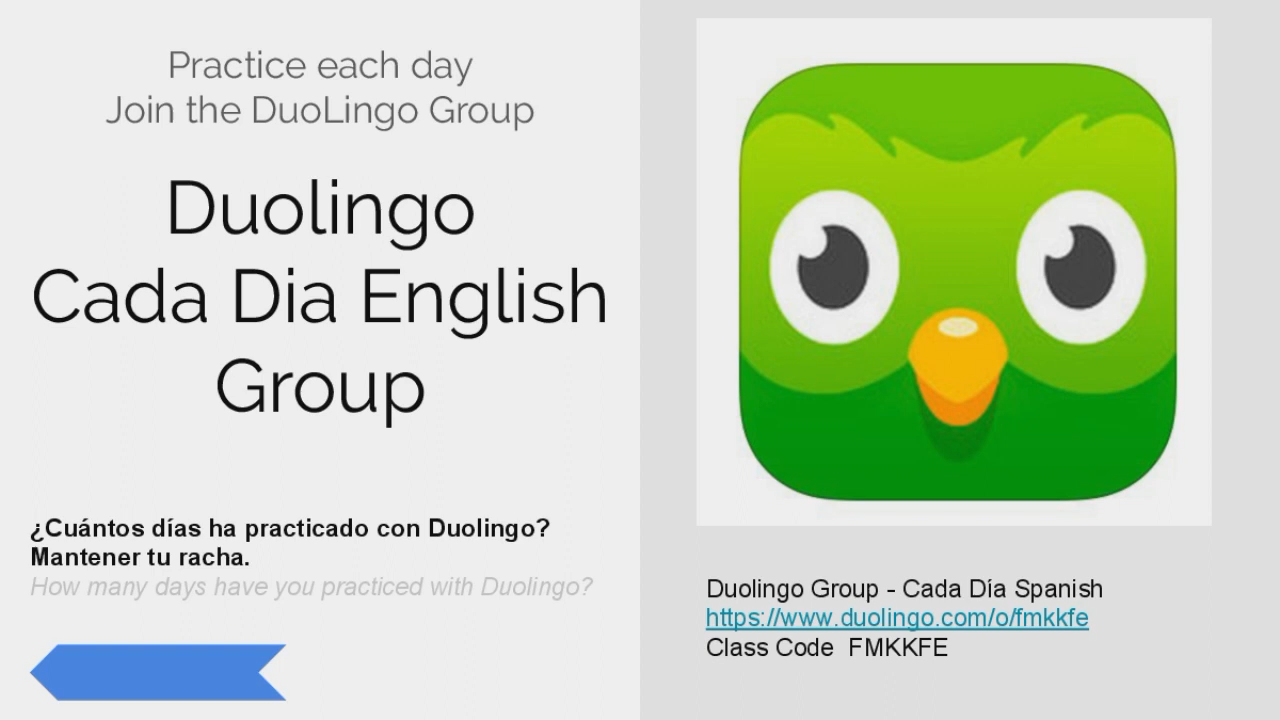 Practice each day
Join the DuoLingo Group
Duolingo
Cada Dia English
Group
¿Cuántos días ha practicado con Duolingo?
Mantener tu racha.
How many days have you practiced with Duolingo?
Duolingo Group - Cada Día Spanish
https://www.duolingo.com/o/fmkkfe
Class Code  FMKKFE